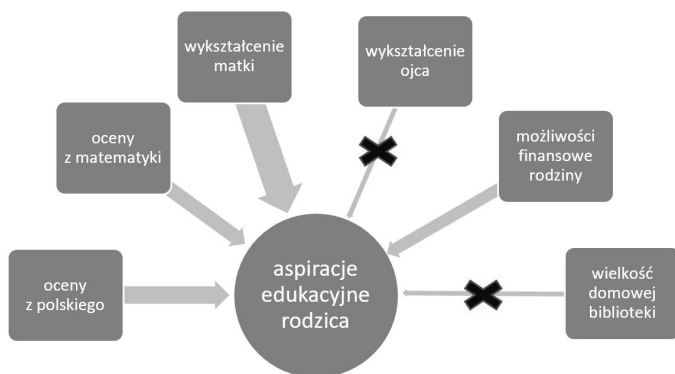 wykształcenie
matki
wykształcenie
ojca
oceny
z matematyki
możliwości
finansowe
rodziny
oceny
z polskiego
aspiracje
edukacyjne
rodzica
wielkość
domowej
biblioteki